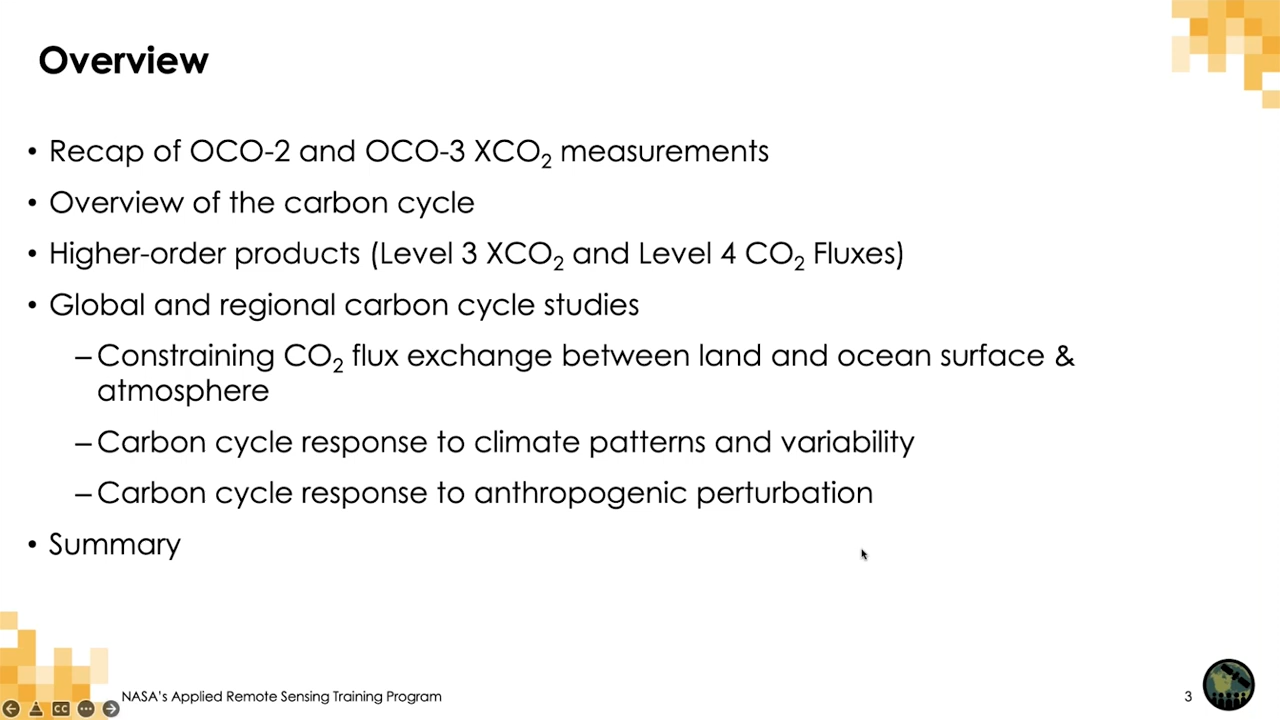 Overview
• Recap of OCO-2 and OCO-3 XCO₂ measurements
• Overview of the carbon cycle
• Higher-order products (Level 3 XCO₂ and Level 4 CO₂ Fluxes)
• Global and regional carbon cycle studies
– Constraining CO₂ flux exchange between land and ocean surface &
atmosphere
– Carbon cycle response to climate patterns and variability
– Carbon cycle response to anthropogenic perturbation
• Summary
NASA's Applied Remote Sensing Training Program
3
CC